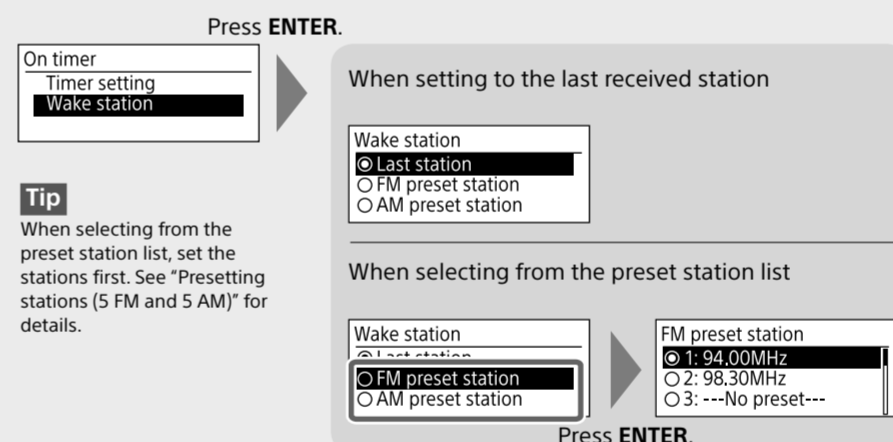 Press ENTER.
On timer
Timer setting
Wake station
Tip
When selecting from the
preset station list, set the
stations first. See “Presetting
stations (5 FM and 5 AM)” for
details.
When setting to the last received station
Wake station
Last station
FM preset station
AM preset station
When selecting from the preset station list
Wake station
Last station
FM preset station
AM preset station
FM preset station
1: 94.00MHz
2: 98.30MHz
3: ---No preset---
Press ENTER.